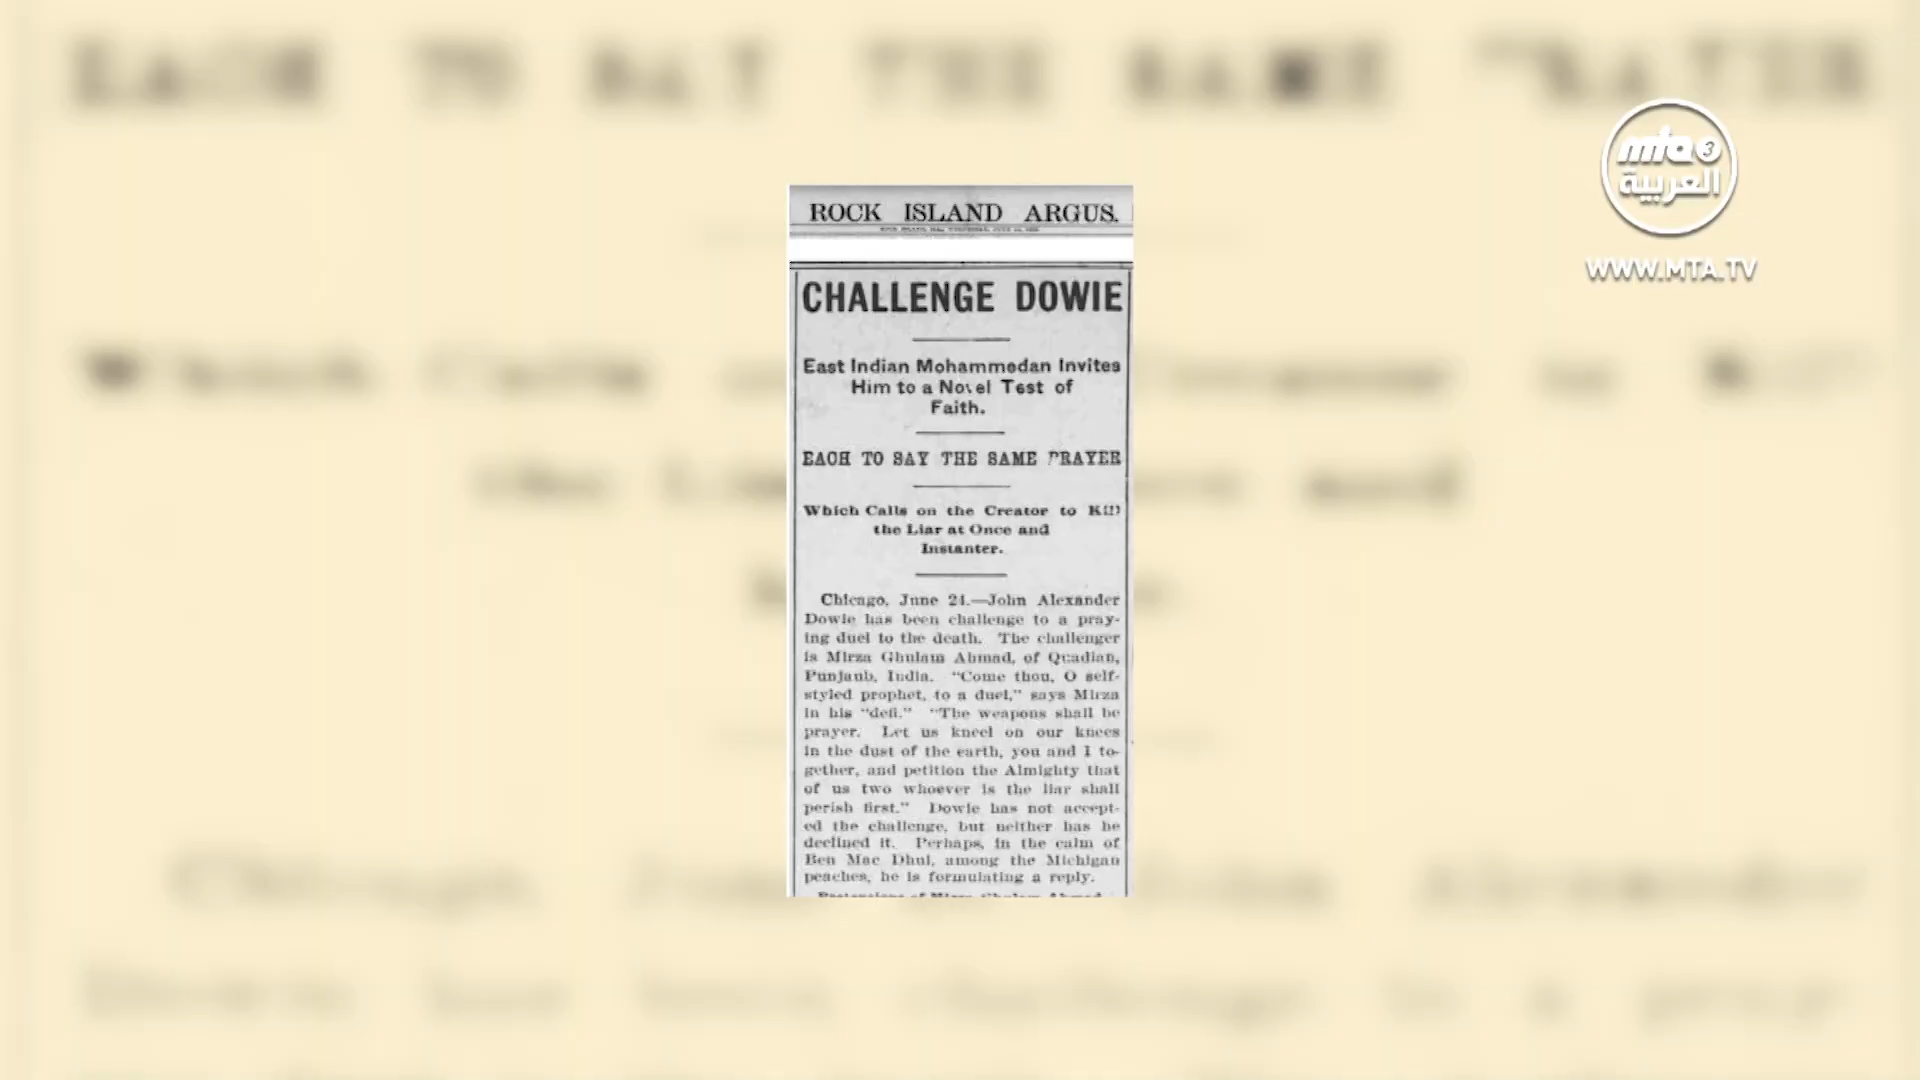 mta 3
العربية
WWW.MTA.TV
ROCK ISLAND ARGUS.
CHALLENGE DOWIE
East Indian Mohammedan Invites
Him to a Novel Test of
Faith.
EACH TO SAY THE SAME PRAYER
Which Calls on the Creator to Kill
the Liar at Once and
Instanter.
Chicago, June 24.—John Alexander
Dowie has been challenge to a pray-
ing duel to the death. The challenger
is Mirza Ghulam Ahmad, of Quadian,
Punjaub, India. "Come thou, O self-
styled prophet, to a duel," says Mirza
in his "defi." "The weapons shall be
prayer. Let us kneel on our knees
in the dust of the earth, you and I to-
gether, and petition the Almighty that
of us two whoever is the liar shall
perish first." Dowie has not accept-
ed the challenge, but neither has he
declined it. Perhaps, in the calm of
Ben Mac Dhui, among the Michigan
peaches, he is formulating a reply.